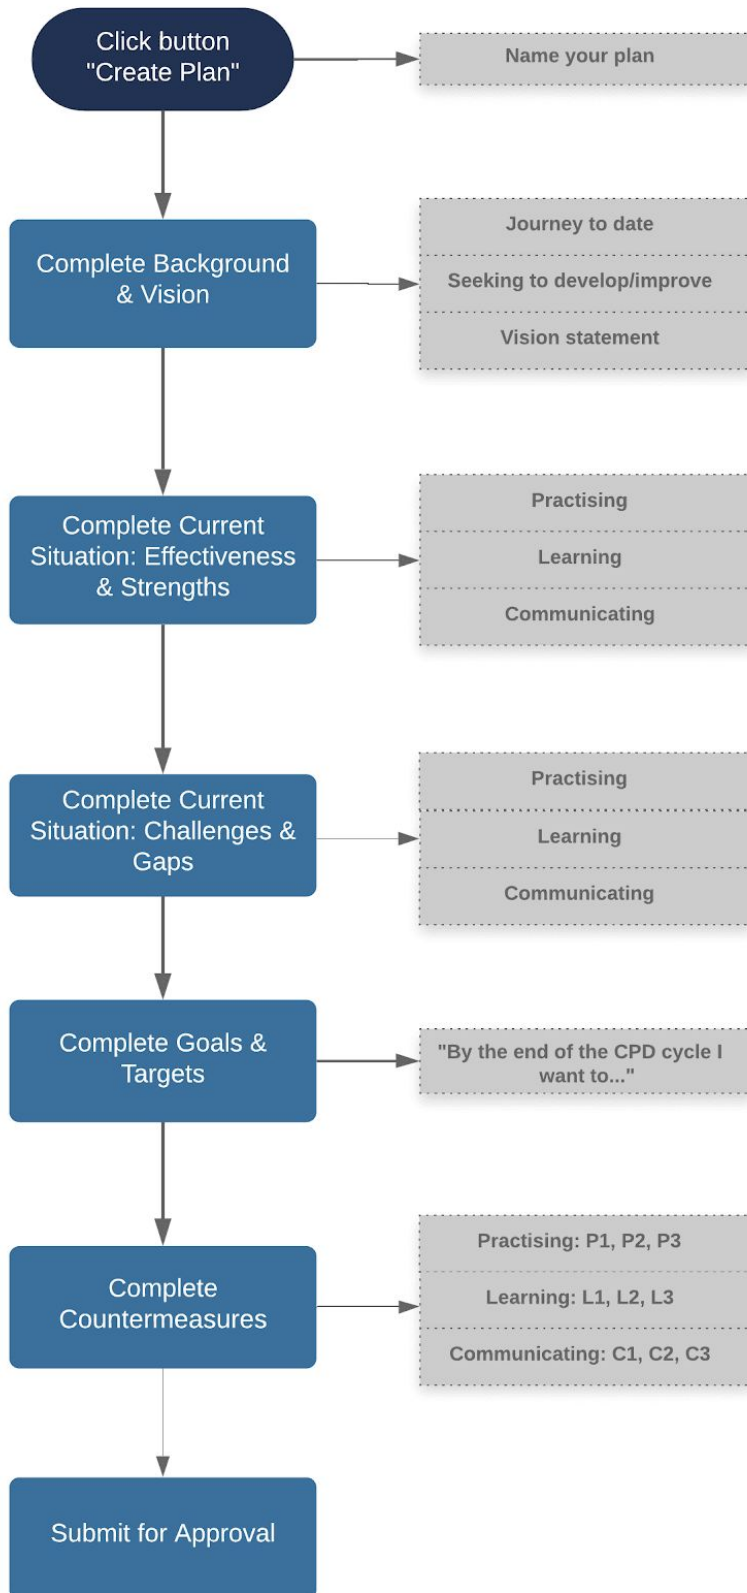 Click button
"Create Plan"
Name your plan
Complete Background
& Vision
Journey to date
Seeking to develop/improve
Vision statement
Complete Current
Situation: Effectiveness
& Strengths
Practising
Learning
Communicating
Complete Current
Situation: Challenges &
Gaps
Practising
Learning
Communicating
Complete Goals &
Targets
"By the end of the CPD cycle I
want to..."
Complete
Countermeasures
Practising: P1, P2, P3
Learning: L1, L2, L3
Communicating: C1, C2, C3
Submit for Approval